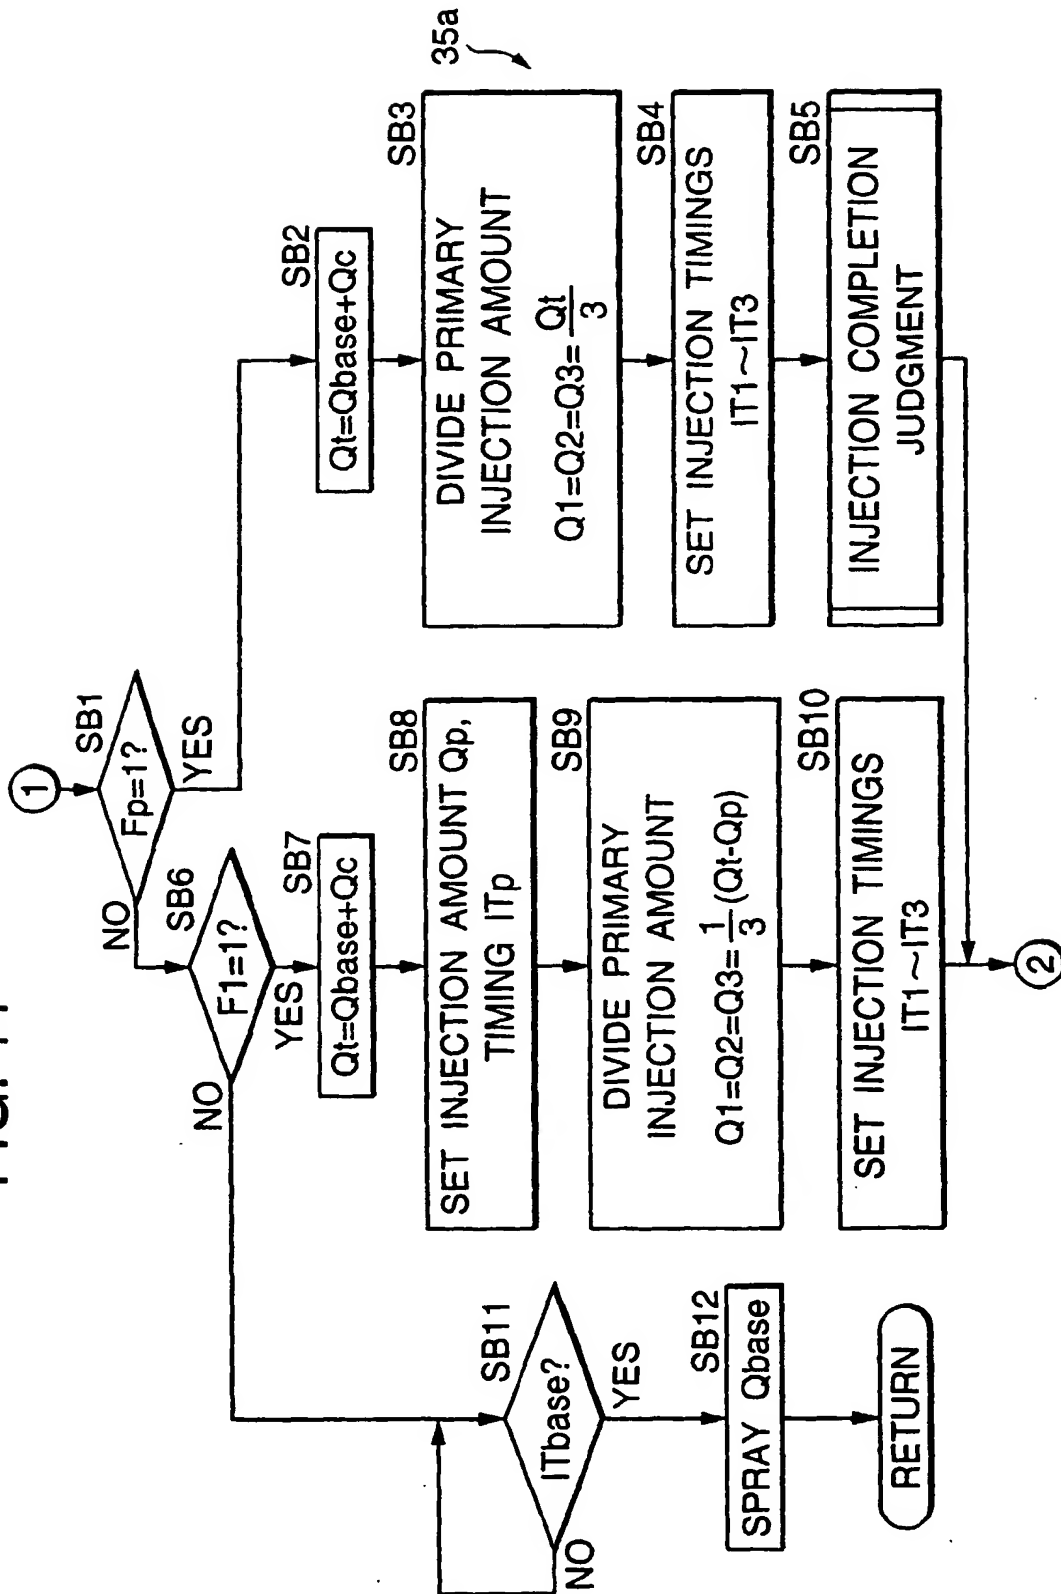 35a
1
SB1
Fp=1?
NO
YES
SB2
Qt=Qbase+Qc
SB3
DIVIDE PRIMARY
INJECTION AMOUNT
Q1=Q2=Q3=Qt/3
SB4
SET INJECTION TIMINGS
IT1~IT3
SB5
INJECTION COMPLETION
JUDGMENT
SB6
F1=1?
NO
YES
SB7
Qt=Qbase+Qc
SB8
SET INJECTION AMOUNT Qp,
TIMING ITp
SB9
DIVIDE PRIMARY
INJECTION AMOUNT
Q1=Q2=Q3=1/3(Qt-Qp)
SB10
SET INJECTION TIMINGS
IT1~IT3
2
SB11
ITbase?
NO
YES
SB12
SPRAY Qbase
RETURN